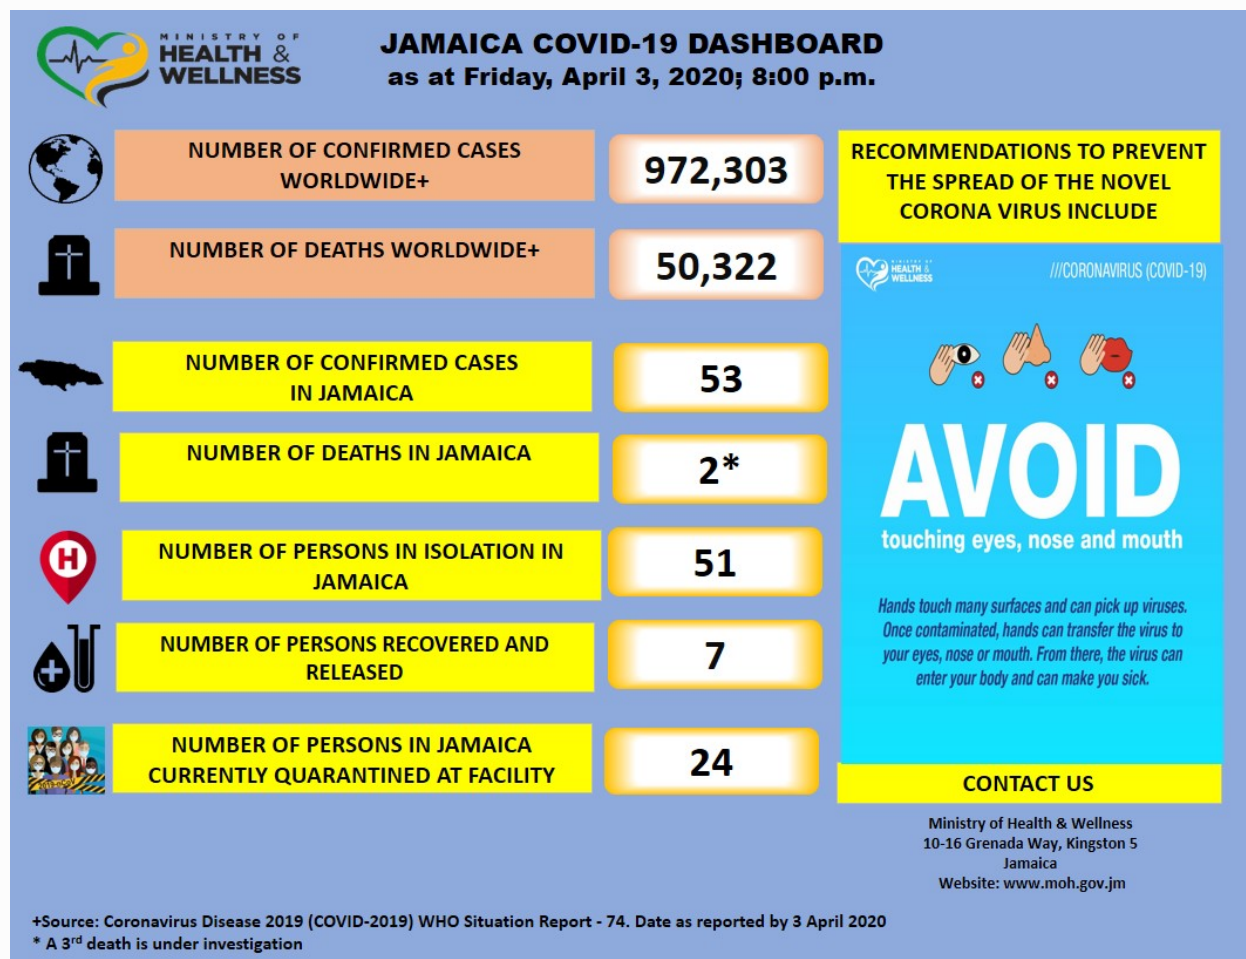 MINISTRY OF
HEALTH &
WELLNESS
JAMAICA COVID-19 DASHBOARD
as at Friday, April 3, 2020; 8:00 p.m.
NUMBER OF CONFIRMED CASES
WORLDWIDE+
972,303
NUMBER OF DEATHS WORLDWIDE+
50,322
NUMBER OF CONFIRMED CASES
IN JAMAICA
53
NUMBER OF DEATHS IN JAMAICA
2*
H
NUMBER OF PERSONS IN ISOLATION IN
JAMAICA
51
NUMBER OF PERSONS RECOVERED AND
RELEASED
7
NUMBER OF PERSONS IN JAMAICA
CURRENTLY QUARANTINED AT FACILITY
24
RECOMMENDATIONS TO PREVENT
THE SPREAD OF THE NOVEL
CORONA VIRUS INCLUDE
MINISTRY OF
HEALTH &
WELLNESS
///CORONAVIRUS (COVID-19)
AVOID
touching eyes, nose and mouth
Hands touch many surfaces and can pick up viruses.
Once contaminated, hands can transfer the virus to
your eyes, nose or mouth. From there, the virus can
enter your body and can make you sick.
CONTACT US
Ministry of Health & Wellness
10-16 Grenada Way, Kingston 5
Jamaica
Website: www.moh.gov.jm
+Source: Coronavirus Disease 2019 (COVID-2019) WHO Situation Report - 74. Date as reported by 3 April 2020
* A 3rd death is under investigation